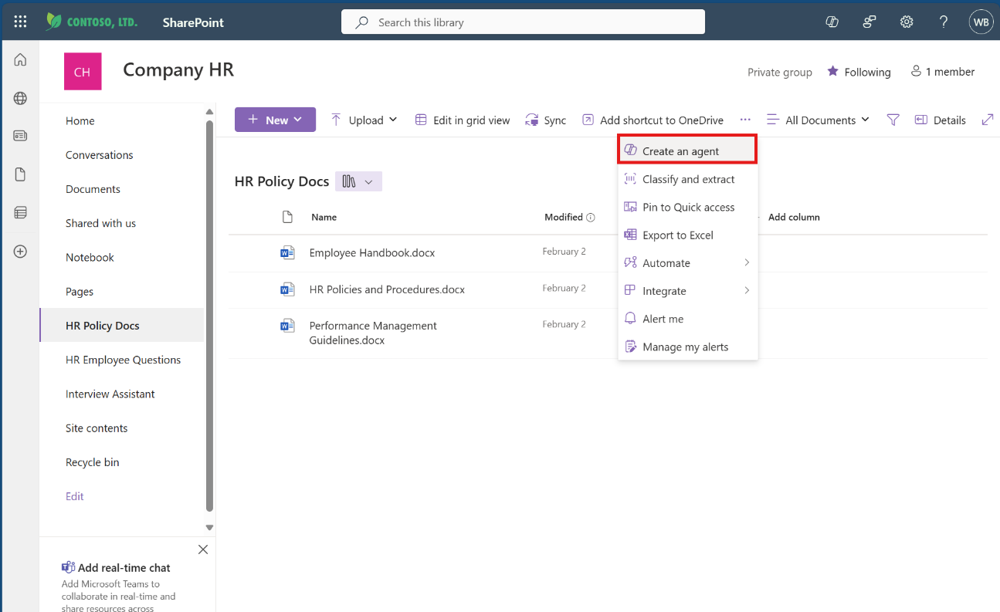 CONTOSO, LTD.
SharePoint
Search this library
?
WB
CH
Company HR
Private group
Following
1 member
Home
Conversations
Documents
Shared with us
Notebook
Pages
HR Policy Docs
HR Employee Questions
Interview Assistant
Site contents
Recycle bin
Edit
Add real-time chat
Add Microsoft Teams to
collaborate in real-time and
share resources across
+ New
Upload
Edit in grid view
Sync
Add shortcut to OneDrive
...
All Documents
Details
Create an agent
Classify and extract
Pin to Quick access
Export to Excel
Automate
Integrate
Alert me
Manage my alerts
HR Policy Docs
Name
Modified
Add column
Employee Handbook.docx
February 2
HR Policies and Procedures.docx
February 2
Performance Management
Guidelines.docx
February 2